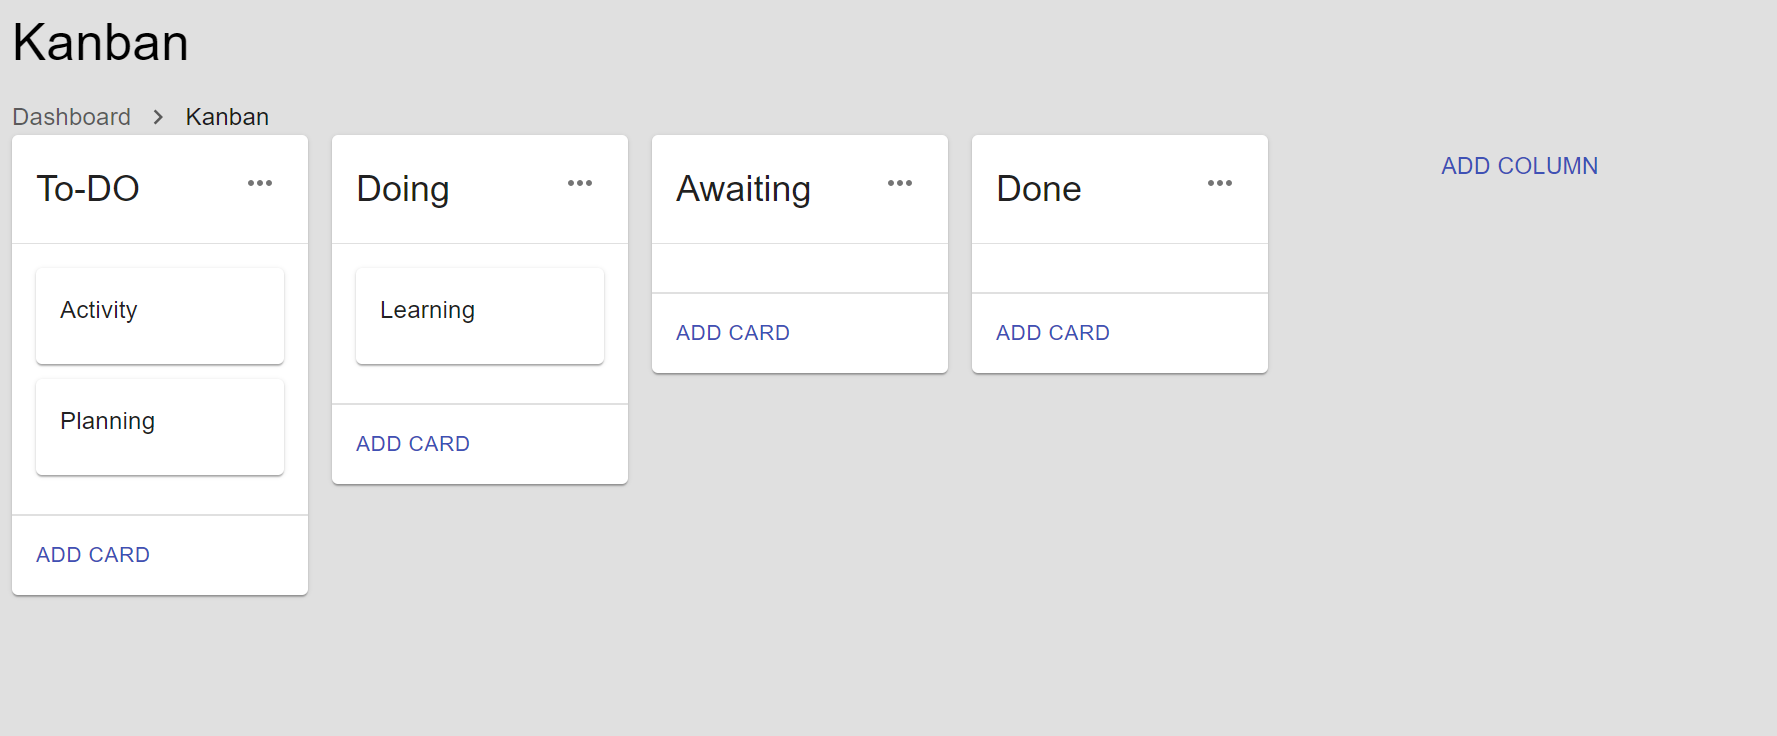 Kanban
Dashboard > Kanban
To-DO
Activity
Planning
ADD CARD
Doing
Learning
ADD CARD
Awaiting
ADD CARD
Done
ADD CARD
ADD COLUMN